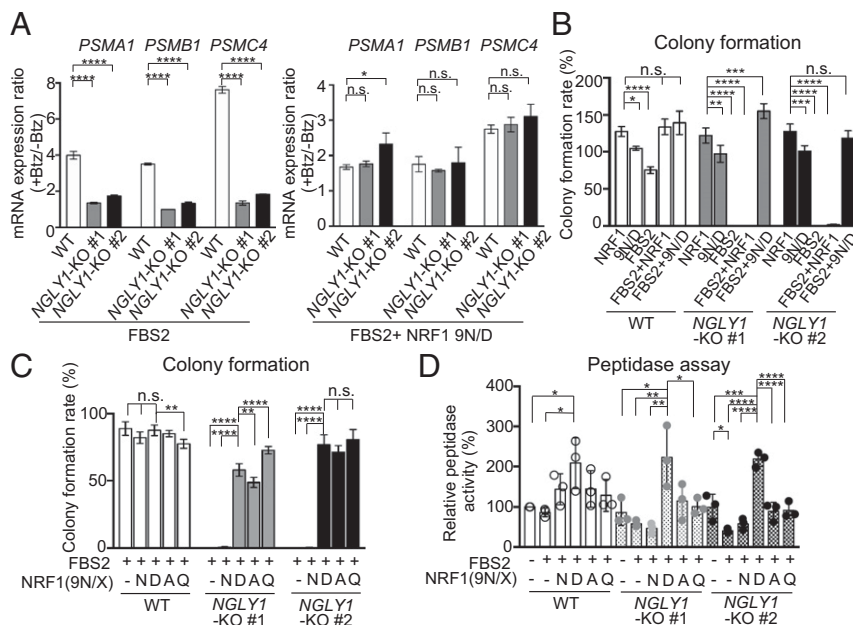 A
PSMA1 PSMB1 PSMC4
**** **** ****
**** **** ****
mRNA expression ratio
(+Btz/-Btz)
8
6
4
2
0
WT
NGLY1-KO #1
NGLY1-KO #2
WT
NGLY1-KO #1
NGLY1-KO #2
WT
NGLY1-KO #1
NGLY1-KO #2
FBS2
PSMA1 PSMB1 PSMC4
* n.s. n.s.
n.s. n.s. n.s.
mRNA expression ratio
(+Btz/-Btz)
4
3
2
1
0
WT
NGLY1-KO #1
NGLY1-KO #2
WT
NGLY1-KO #1
NGLY1-KO #2
WT
NGLY1-KO #1
NGLY1-KO #2
FBS2+ NRF1 9N/D
B
Colony formation
Colony formation rate (%)
200
150
100
50
0
n.s.
****
*
***
****
****
**
n.s.
****
****
***
NRF1
9N/D
FBS2
FBS2+NRF1
FBS2+9N/D
NRF1
9N/D
FBS2
FBS2+NRF1
FBS2+9N/D
NRF1
9N/D
FBS2
FBS2+NRF1
FBS2+9N/D
WT NGLY1 -KO #1 NGLY1 -KO #2
C
Colony formation
Colony formation rate (%)
100
50
0
n.s.
**
****
****
****
**
****
****
n.s.
+ + + + + + + + + + + + + + + FBS2
- N D A Q - N D A Q - N D A Q
NRF1(9N/X)
WT NGLY1 -KO #1 NGLY1 -KO #2
D
Peptidase assay
Relative peptidase
activity (%)
400
300
200
100
0
*
*
*
**
**
*
***
****
****
*
****
****
FBS2 - + + + + + - + + + + + - + + + + +
NRF1(9N/X) - - N D A Q - - N D A Q - - N D A Q
WT NGLY1 -KO #1 NGLY1 -KO #2